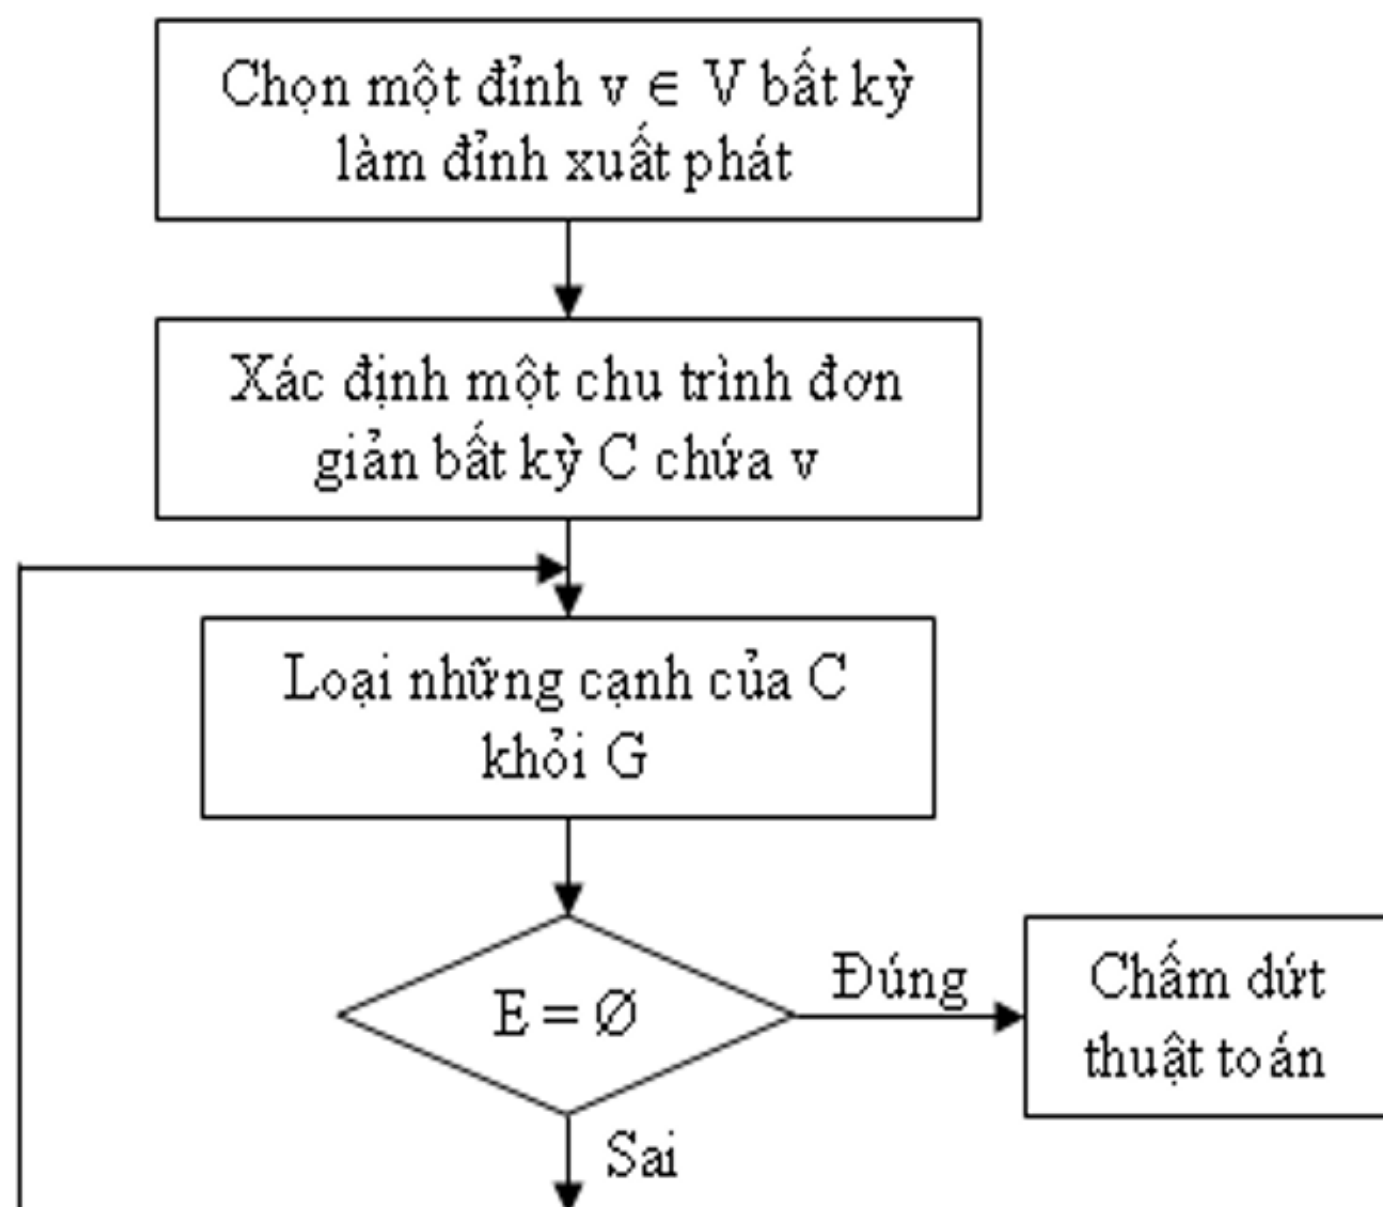 Chọn một đỉnh v ∈ V bất kỳ
làm đỉnh xuất phát
Xác định một chu trình đơn
giản bất kỳ C chứa v
Loại những cạnh của C
khỏi G
E = Ø
Đúng
Chấm dứt
thuật toán
Sai